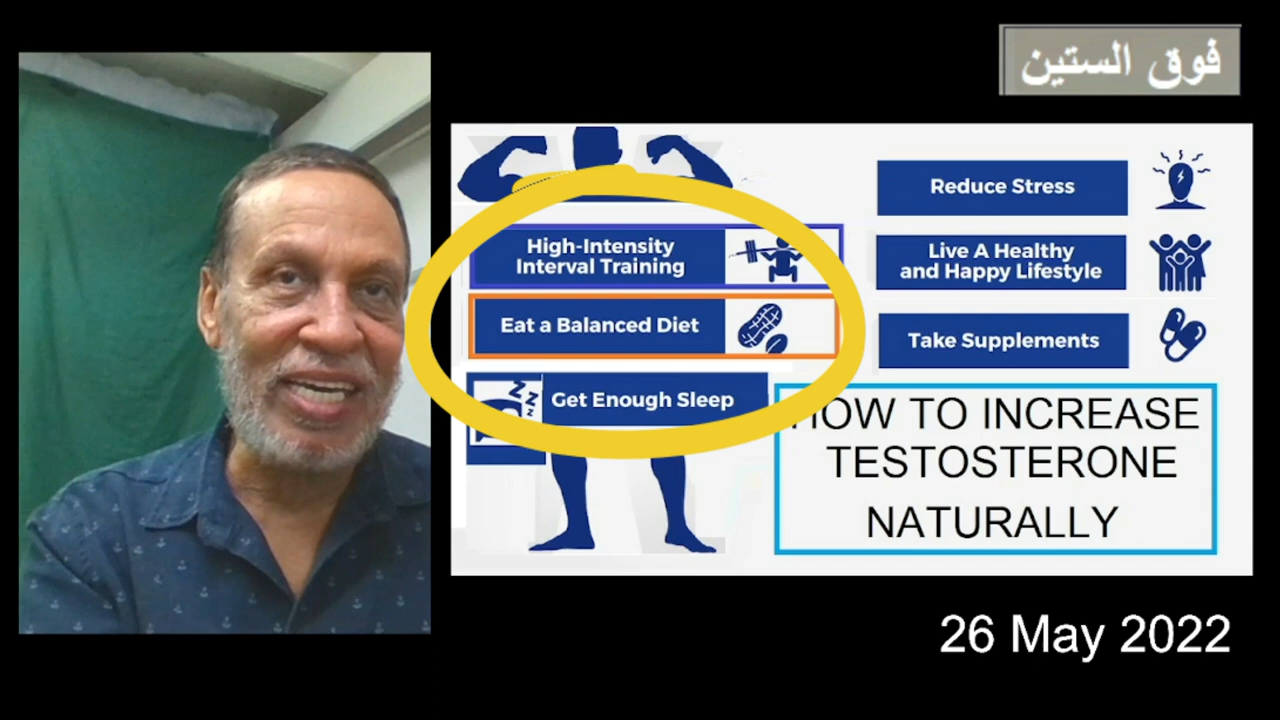 فوق الستين
High-Intensity
Interval Training
Eat a Balanced Diet
Get Enough Sleep
Reduce Stress
Live A Healthy
and Happy Lifestyle
Take Supplements
HOW TO INCREASE
TESTOSTERONE
NATURALLY
26 May 2022